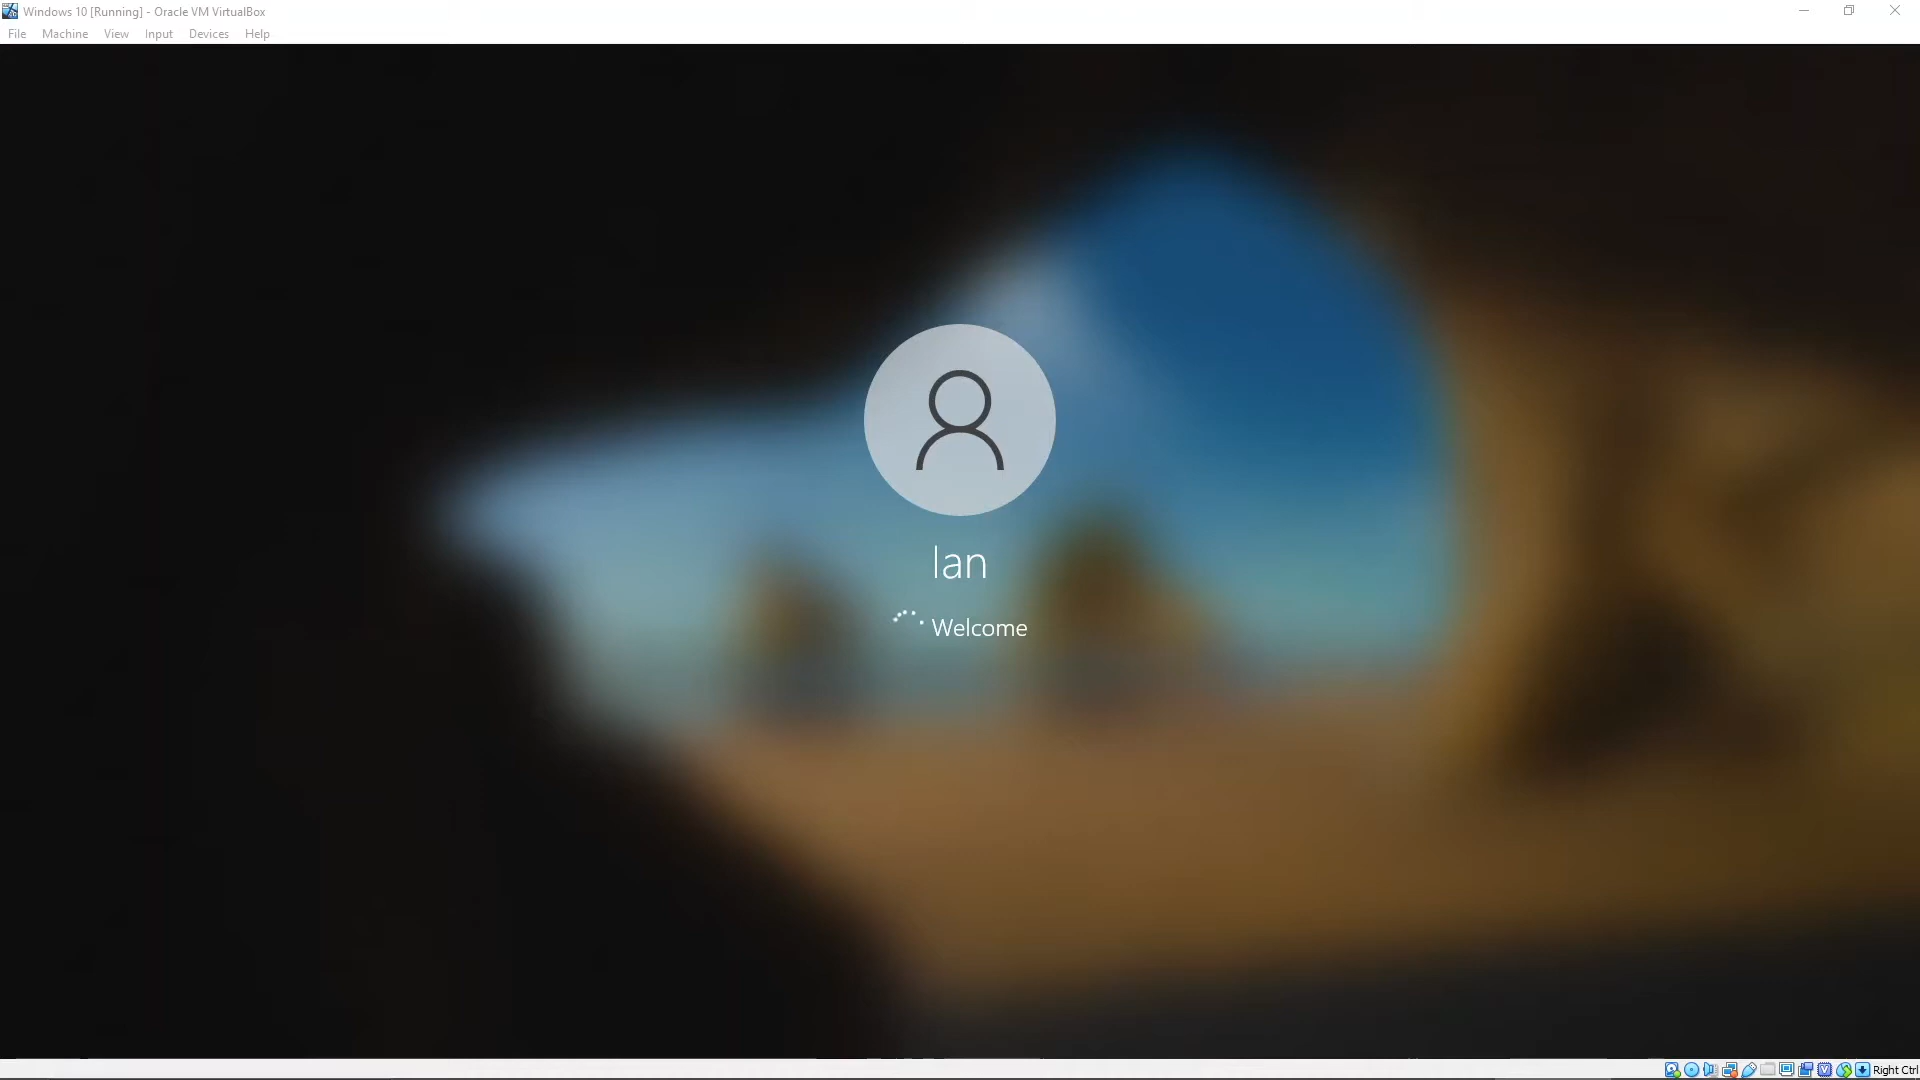 Windows 10 [Running] - Oracle VM VirtualBox
File Machine View Input Devices Help
Ian
Welcome
Right Ctrl